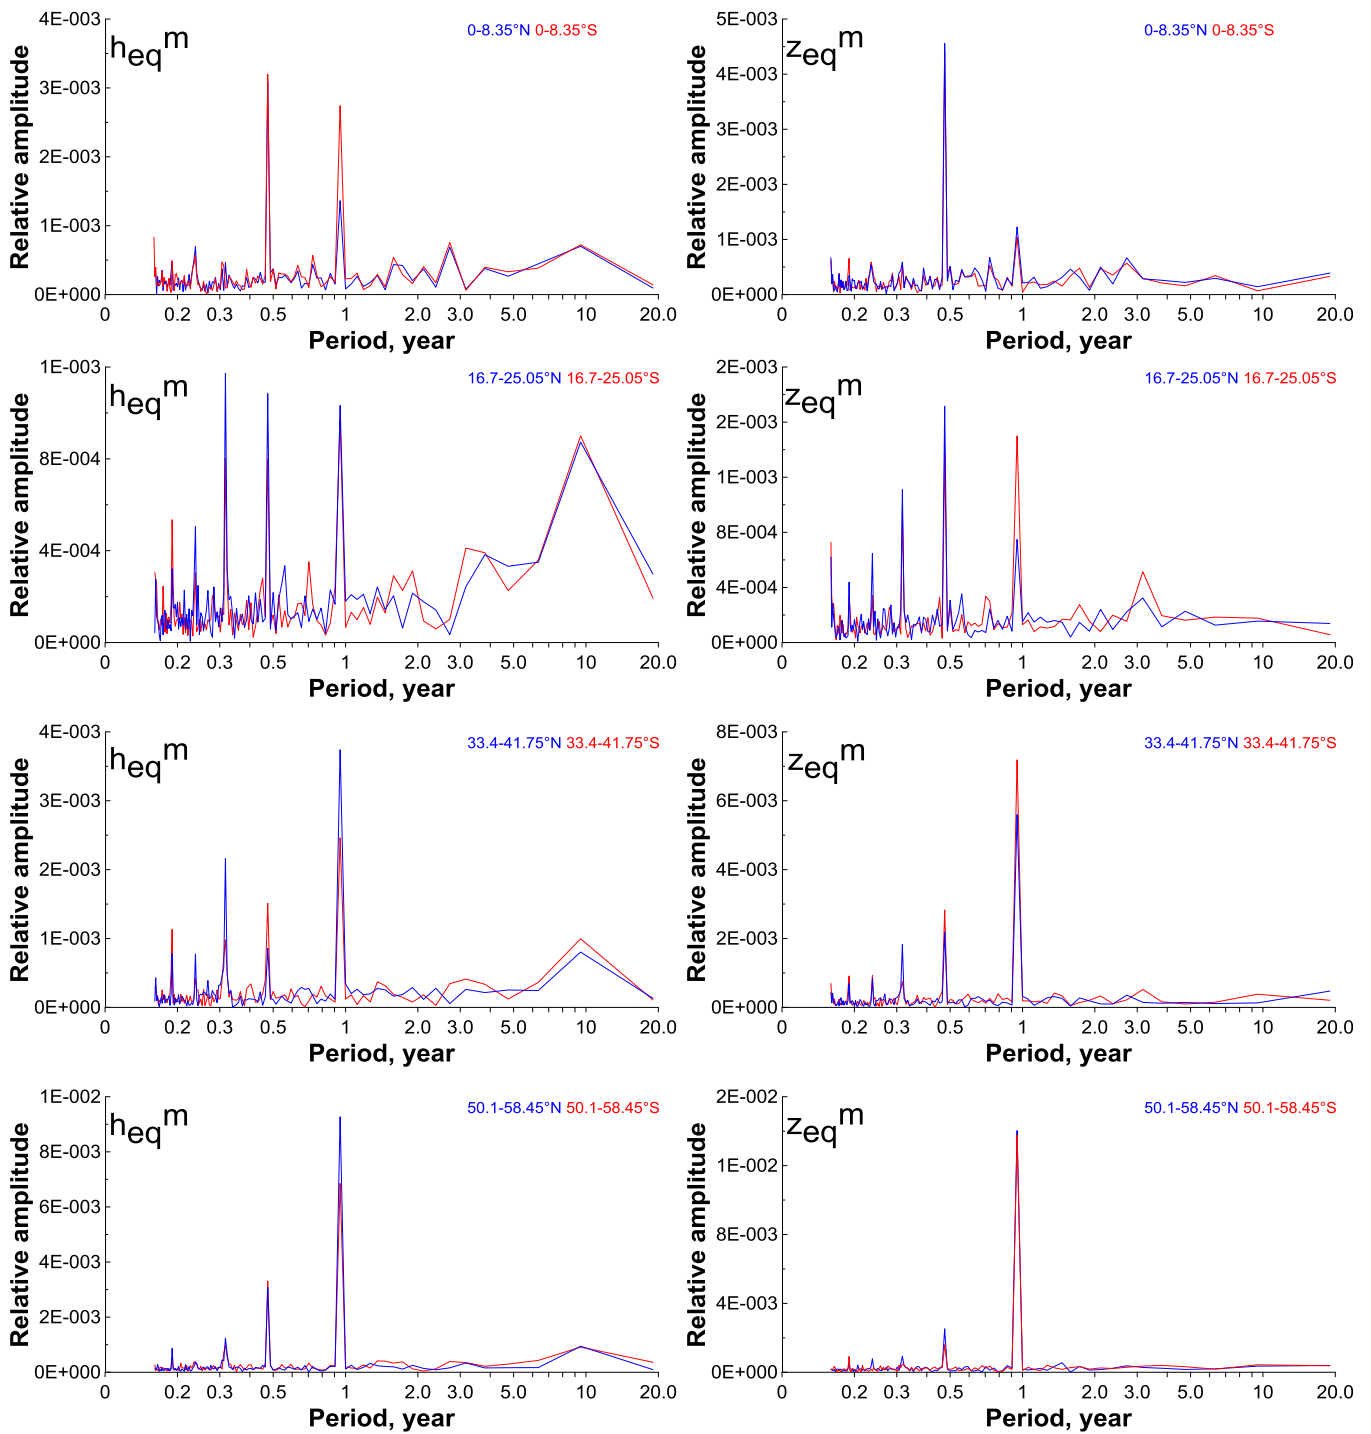 4E-003
3E-003
2E-003
1E-003
0E+000
Relative amplitude
heq^m
0-8.35°N 0-8.35°S
0 0.2 0.3 0.5 1 3.0 5.0 10 20.0
Period, year
5E-003
4E-003
3E-003
2E-003
1E-003
0E+000
Relative amplitude
zeq^m
0-8.35°N 0-8.35°S
0 0.2 0.3 0.5 1 3.0 5.0 10 20.0
Period, year
1E-003
8E-004
4E-004
0E+000
Relative amplitude
heq^m
16.7-25.05°N 16.7-25.05°S
0 0.2 0.3 0.5 1 3.0 5.0 10 20.0
Period, year
2E-003
2E-003
1E-003
8E-004
4E-004
0E+000
Relative amplitude
zeq^m
16.7-25.05°N 16.7-25.05°S
0 0.2 0.3 0.5 1 3.0 5.0 10 20.0
Period, year
4E-003
3E-003
2E-003
1E-003
0E+000
Relative amplitude
heq^m
33.4-41.75°N 33.4-41.75°S
0 0.2 0.3 0.5 1 3.0 5.0 10 20.0
Period, year
8E-003
6E-003
4E-003
2E-003
0E+000
Relative amplitude
zeq^m
33.4-41.75°N 33.4-41.75°S
0 0.2 0.3 0.5 1 3.0 5.0 10 20.0
Period, year
1E-002
8E-003
6E-003
4E-003
2E-003
0E+000
Relative amplitude
heq^m
50.1-58.45°N 50.1-58.45°S
0 0.2 0.3 0.5 1 3.0 5.0 10 20.0
Period, year
2E-002
1E-002
8E-003
4E-003
0E+000
Relative amplitude
zeq^m
50.1-58.45°N 50.1-58.45°S
0 0.2 0.3 0.5 1 3.0 5.0 10 20.0
Period, year